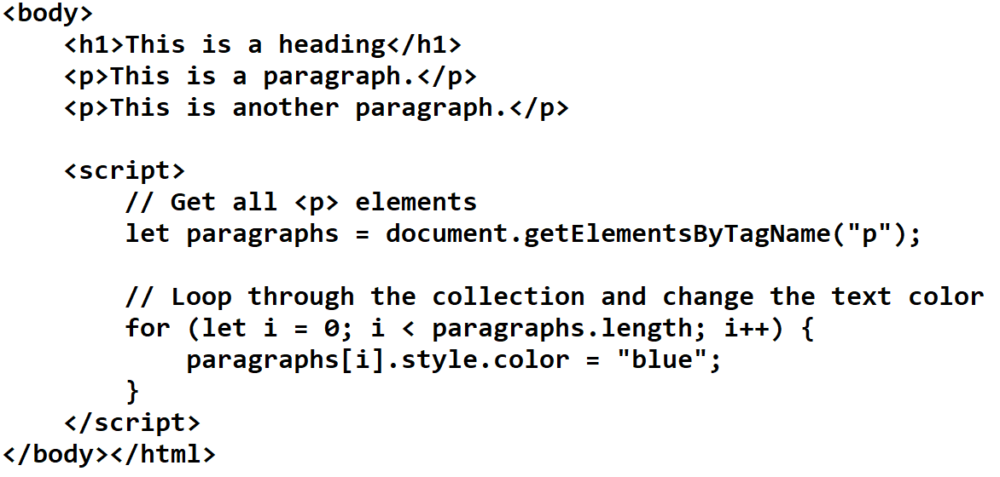 <body>
    <h1>This is a heading</h1>
    <p>This is a paragraph.</p>
    <p>This is another paragraph.</p>

    <script>
        // Get all <p> elements
        let paragraphs = document.getElementsByTagName("p");

        // Loop through the collection and change the text color
        for (let i = 0; i < paragraphs.length; i++) {
            paragraphs[i].style.color = "blue";
        }
    </script>
</body></html>